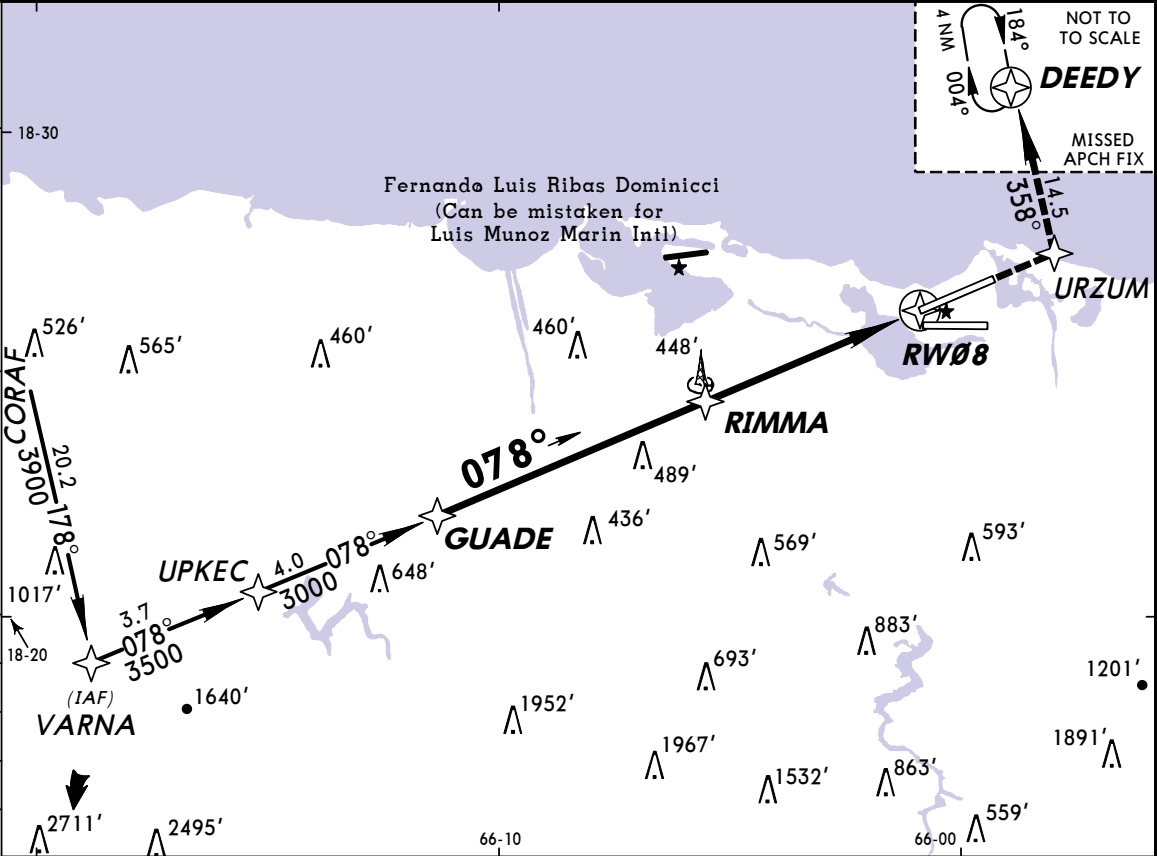 NOT TO
TO SCALE
4 NM
184°
004°
DEEDY
MISSED
APCH FIX
18-30
14.5
358°
Fernando Luis Ribas Dominicci
(Can be mistaken for
Luis Munoz Marin Intl)
URZUM
526'
565'
460'
460'
448'
RWØ8
CORAF
20.2
3900
178°
RIMMA
078°
489'
GUADE
436'
569'
593'
UPKEC
4.0
078°
3000
648'
1017'
3.7
078°
3500
18-20
883'
693'
1201'
(IAF)
VARNA
1640'
1952'
1967'
1891'
1532'
863'
2711'
2495'
66-10
66-00
559'